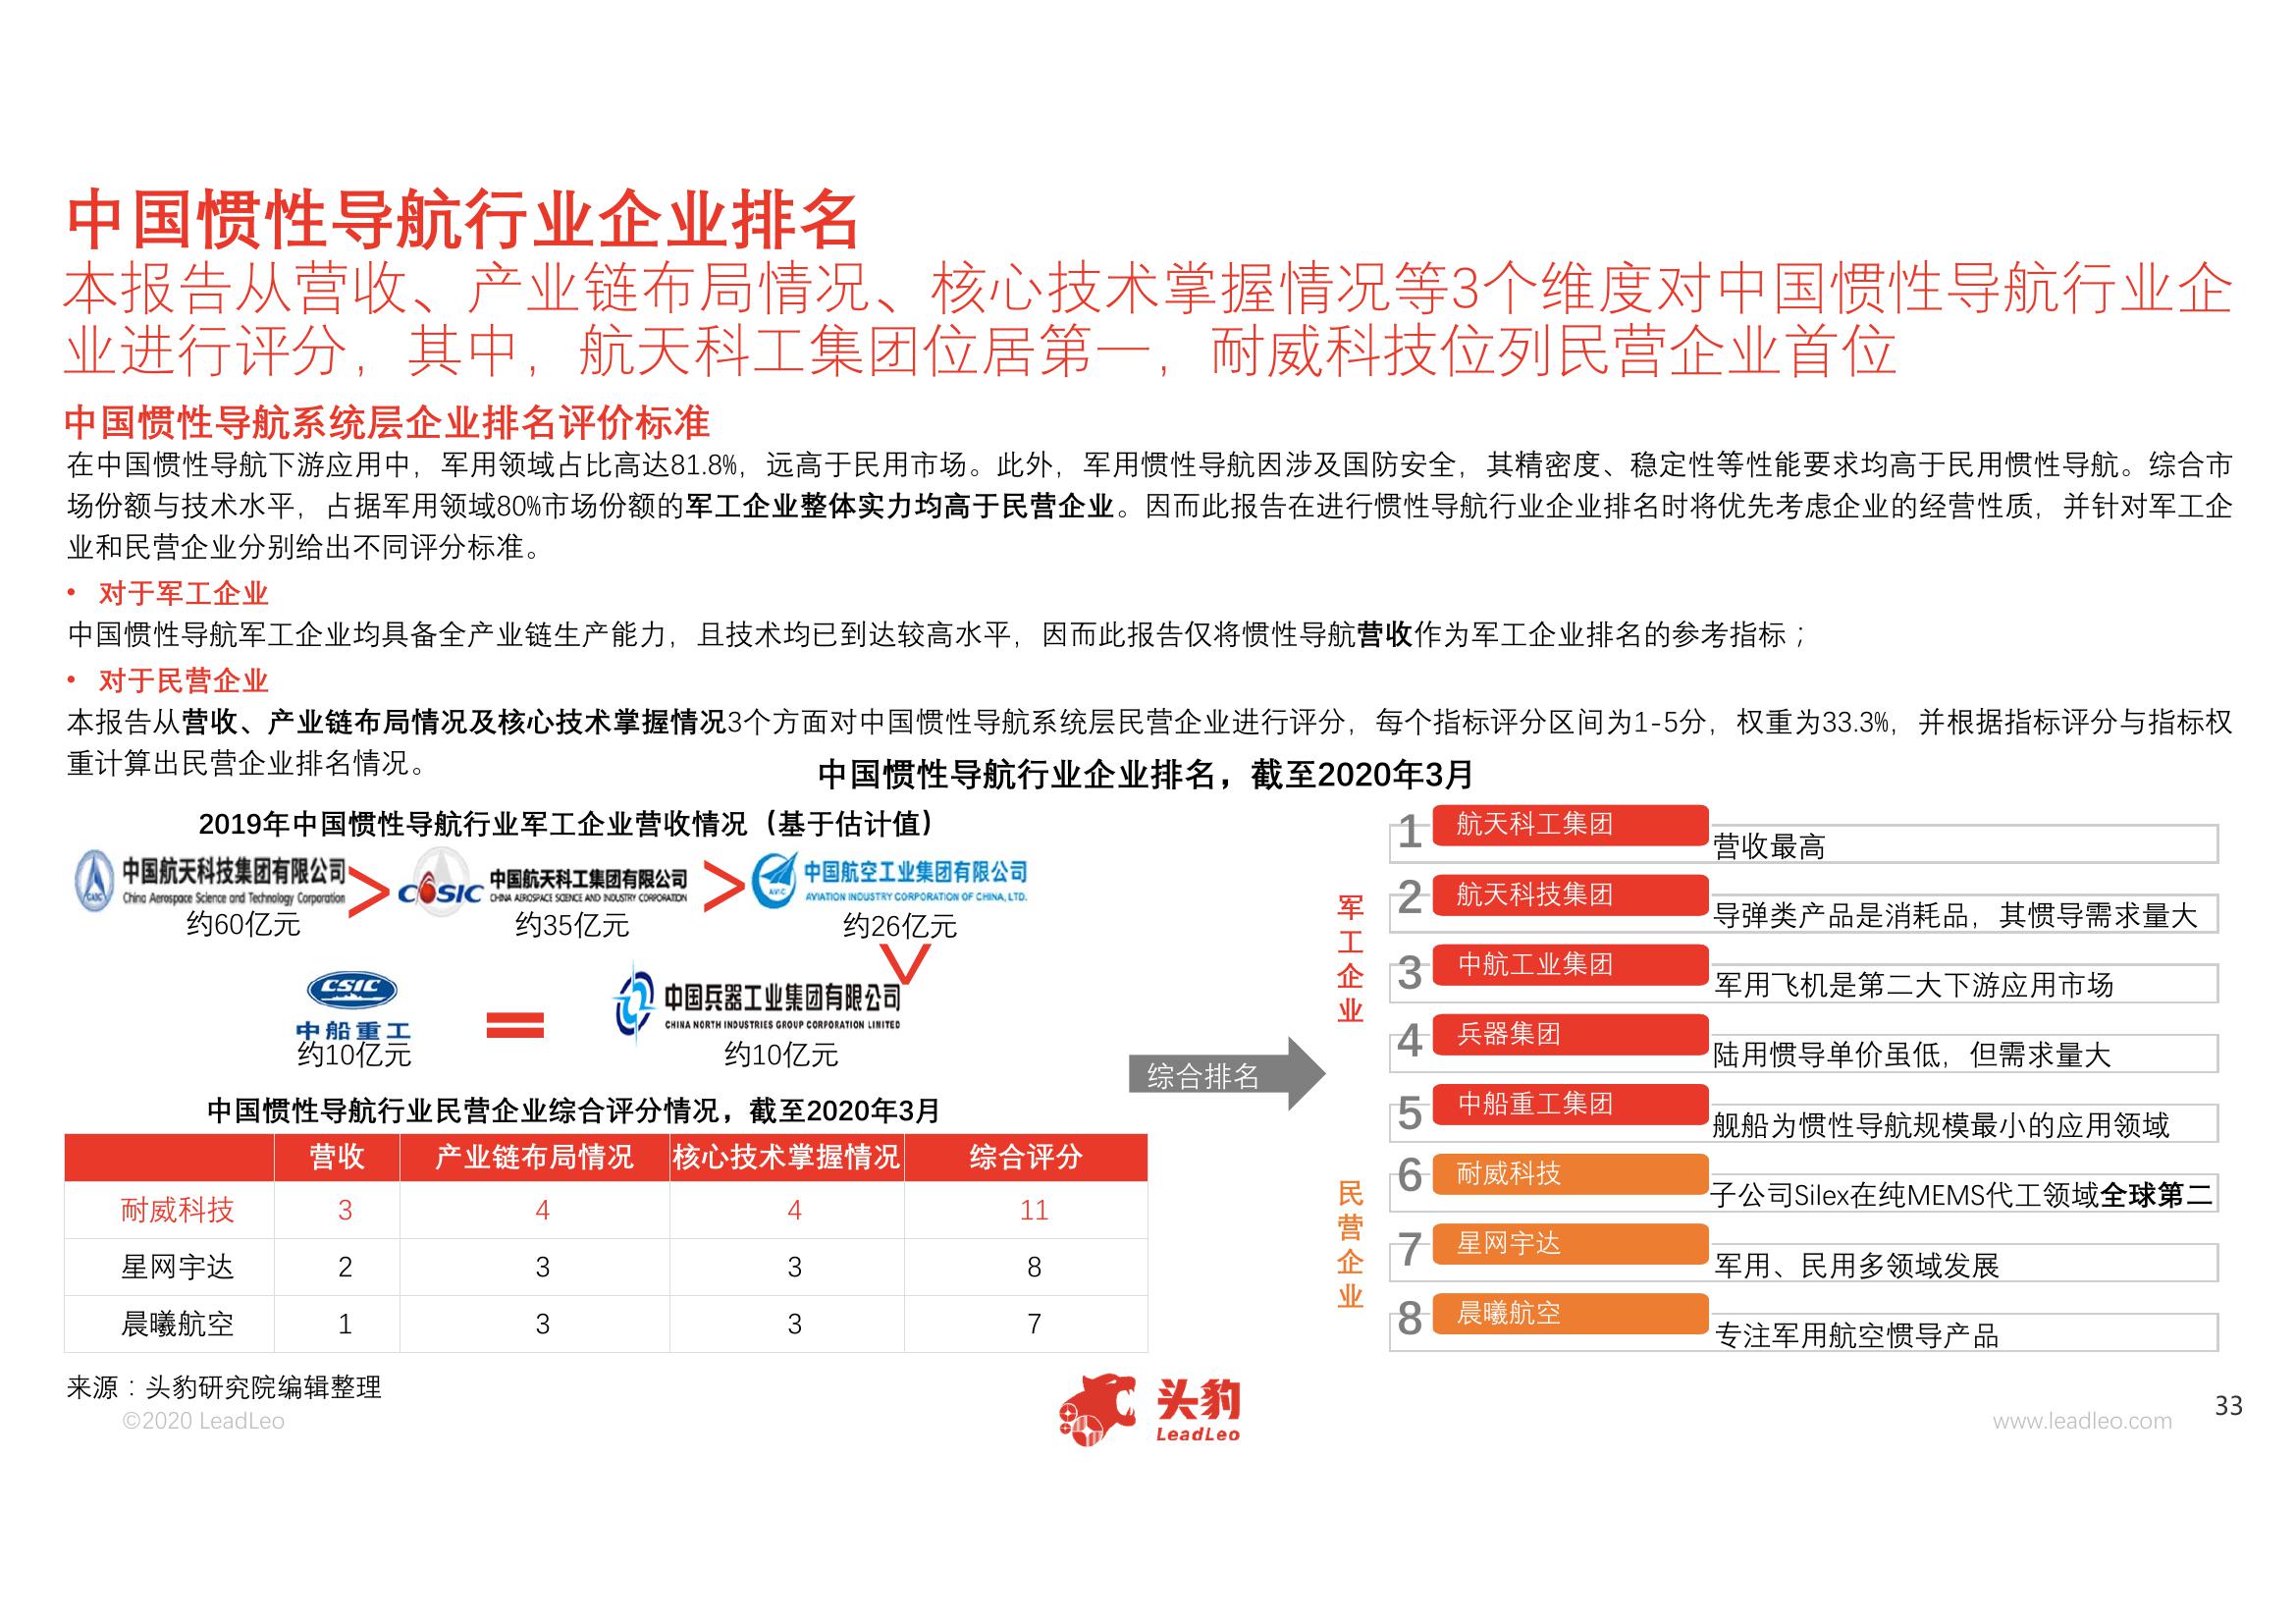 中国惯性导航行业企业排名
本报告从营收、产业链布局情况、核心技术掌握情况等3个维度对中国惯性导航行业企
业进行评分，其中，航天科工集团位居第一，耐威科技位列民营企业首位
中国惯性导航系统层企业排名评价标准
在中国惯性导航下游应用中，军用领域占比高达81.8%，远高于民用市场。此外，军用惯性导航因涉及国防安全，其精密度、稳定性等性能要求均高于民用惯性导航。综合市
场份额与技术水平，占据军用领域80%市场份额的军工企业整体实力均高于民营企业。因而此报告在进行惯性导航行业企业排名时将优先考虑企业的经营性质，并针对军工企
业和民营企业分别给出不同评分标准。
• 对于军工企业
中国惯性导航军工企业均具备全产业链生产能力，且技术均已到达较高水平，因而此报告仅将惯性导航营收作为军工企业排名的参考指标；
• 对于民营企业
本报告从营收、产业链布局情况及核心技术掌握情况3个方面对中国惯性导航系统层民营企业进行评分，每个指标评分区间为1-5分，权重为33.3%，并根据指标评分与指标权
重计算出民营企业排名情况。
中国惯性导航行业企业排名，截至2020年3月
2019年中国惯性导航行业军工企业营收情况（基于估计值）
CASC 中国航天科技集团有限公司
China Aerospace Science and Technology Corporation
约60亿元
>
CASIC 中国航天科工集团有限公司
CHINA AEROSPACE SCIENCE AND INDUSTRY CORPORATION
约35亿元
>
AVIC 中国航空工业集团有限公司
AVIATION INDUSTRY CORPORATION OF CHINA, LTD.
约26亿元
CSIC
中船重工
约10亿元
=
中国兵器工业集团有限公司
CHINA NORTH INDUSTRIES GROUP CORPORATION LIMITED
约10亿元
中国惯性导航行业民营企业综合评分情况，截至2020年3月
营收 产业链布局情况 核心技术掌握情况 综合评分
耐威科技 3 4 4 11
星网宇达 2 3 3 8
晨曦航空 1 3 3 7
综合排名
军工企业
1 航天科工集团 营收最高
2 航天科技集团 导弹类产品是消耗品，其惯导需求量大
3 中航工业集团 军用飞机是第二大下游应用市场
4 兵器集团 陆用惯导单价虽低，但需求量大
5 中船重工集团 舰船为惯性导航规模最小的应用领域
民营企业
6 耐威科技 子公司Silex在纯MEMS代工领域全球第二
7 星网宇达 军用、民用多领域发展
8 晨曦航空 专注军用航空惯导产品
来源：头豹研究院编辑整理
©2020 LeadLeo
头豹
LeadLeo
www.leadleo.com
33